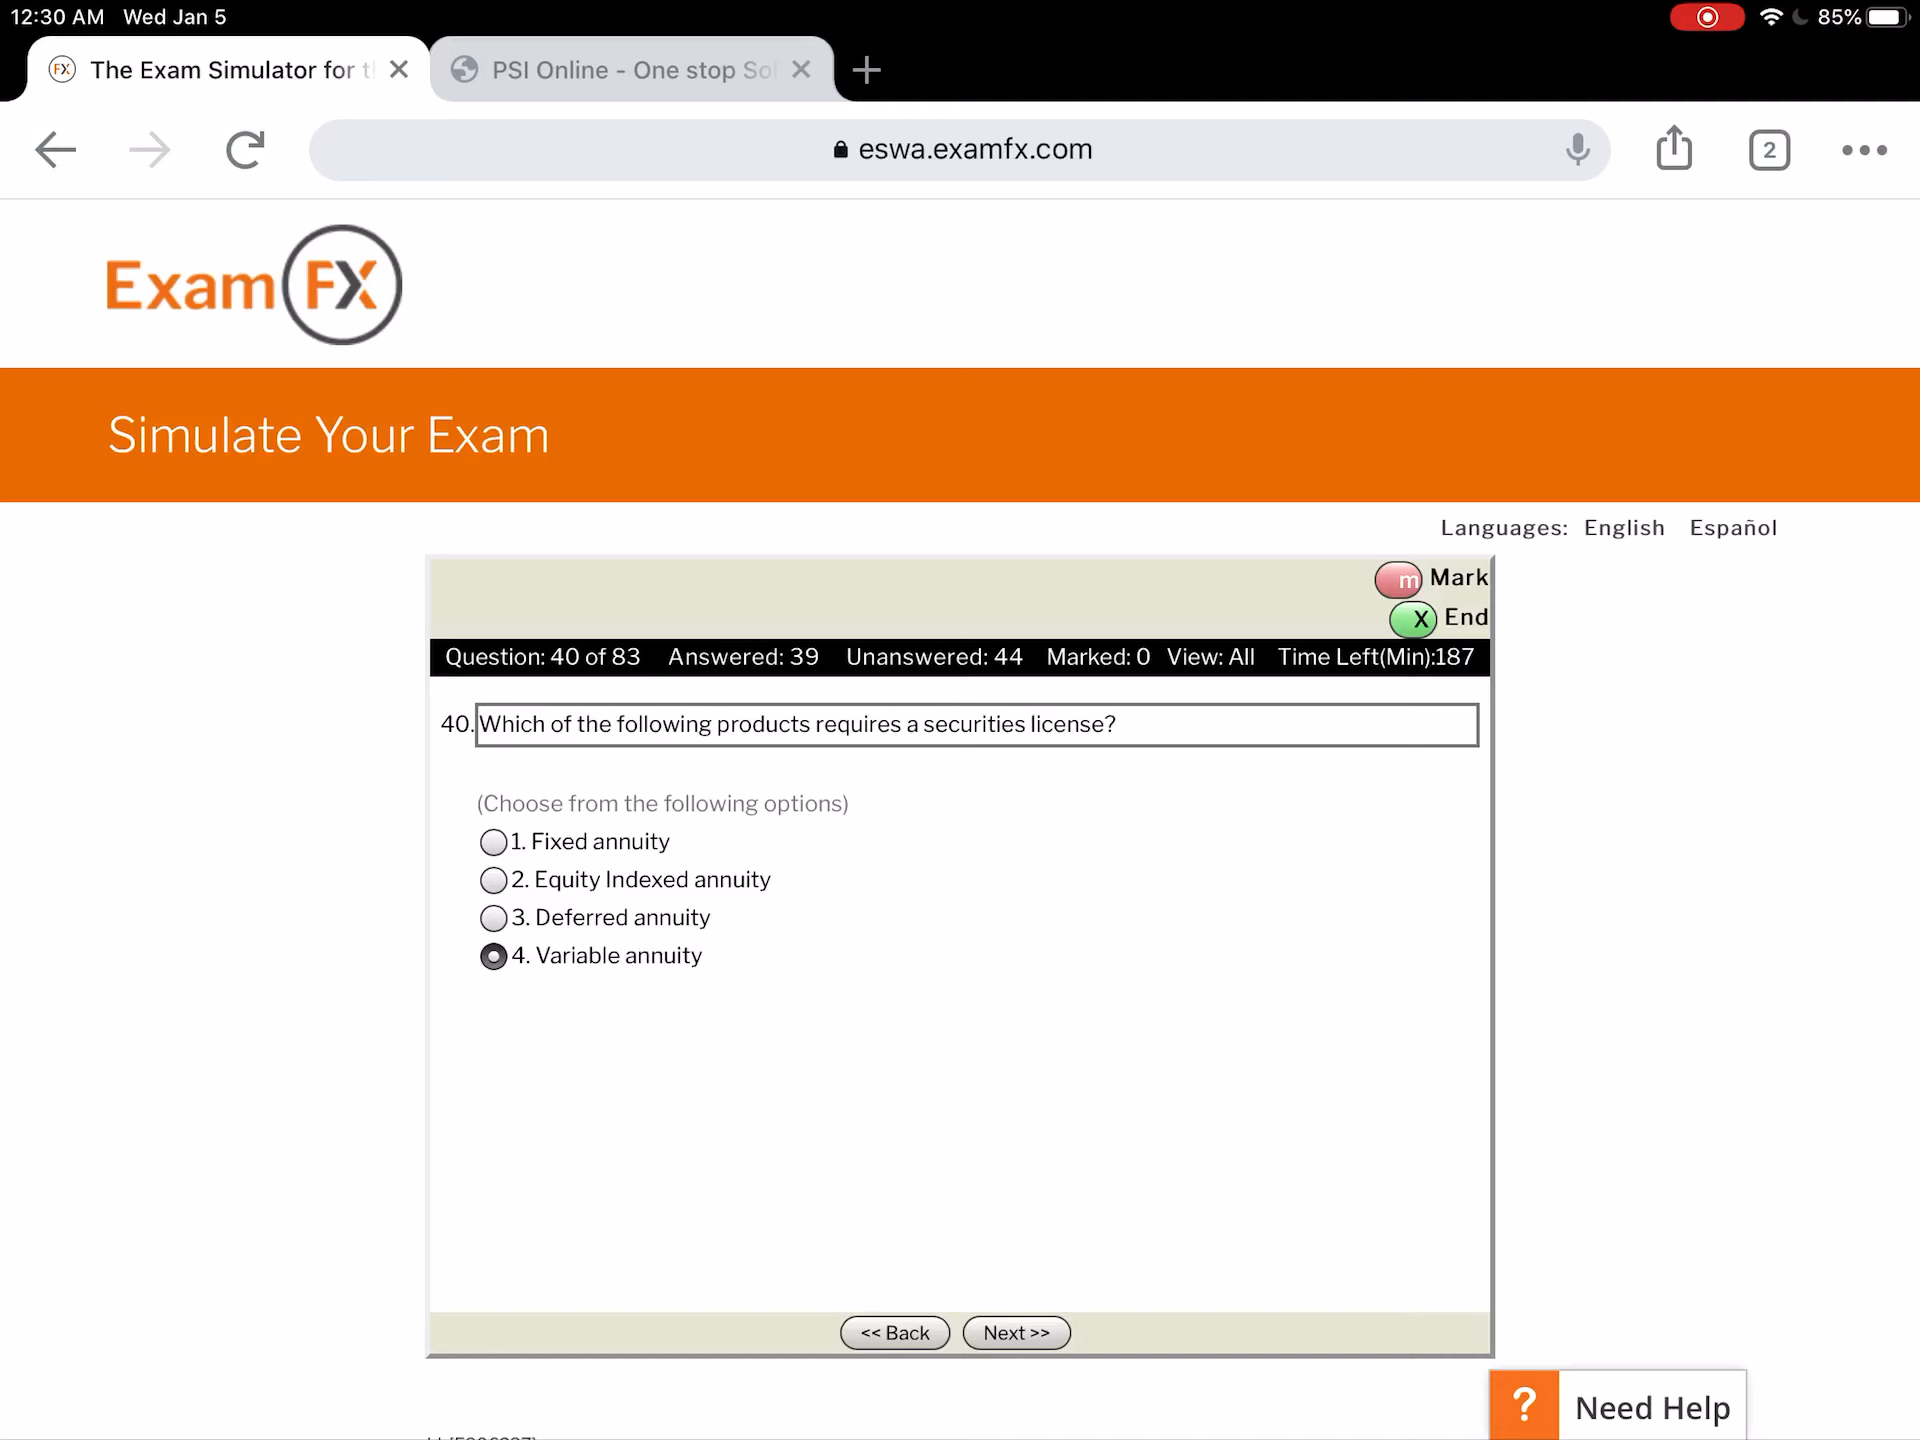 12:30 AM Wed Jan 5
85%
FX The Exam Simulator for t
PSI Online - One stop Sol
eswa.examfx.com
2
Exam FX
Simulate Your Exam
Languages: English Español
m Mark
X End
Question: 40 of 83 Answered: 39 Unanswered: 44 Marked: 0 View: All Time Left(Min):187
40. Which of the following products requires a securities license?
(Choose from the following options)
1. Fixed annuity
2. Equity Indexed annuity
3. Deferred annuity
4. Variable annuity
<< Back Next >>
? Need Help